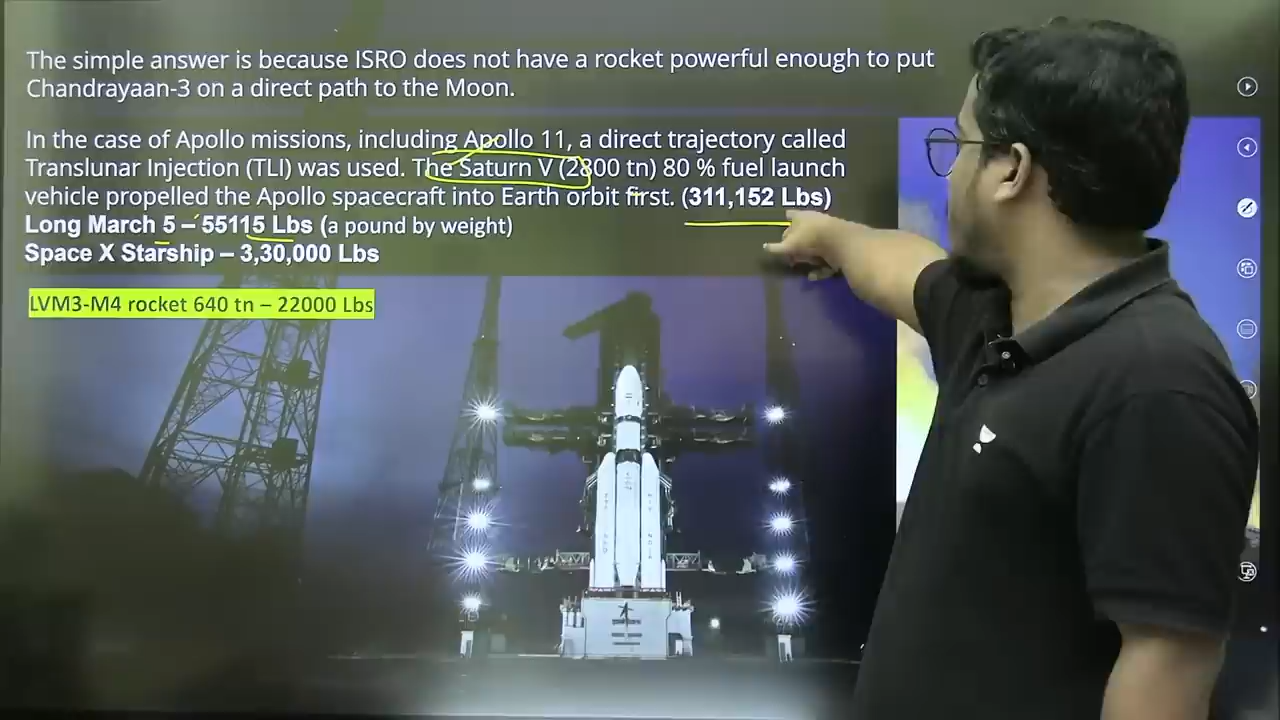 The simple answer is because ISRO does not have a rocket powerful enough to put
Chandrayaan-3 on a direct path to the Moon.
In the case of Apollo missions, including Apollo 11, a direct trajectory called
Translunar Injection (TLI) was used. The Saturn V (2800 tn) 80 % fuel launch
vehicle propelled the Apollo spacecraft into Earth orbit first. (311,152 Lbs)
Long March 5 – 55115 Lbs (a pound by weight)
Space X Starship – 3,30,000 Lbs
LVM3-M4 rocket 640 tn – 22000 Lbs